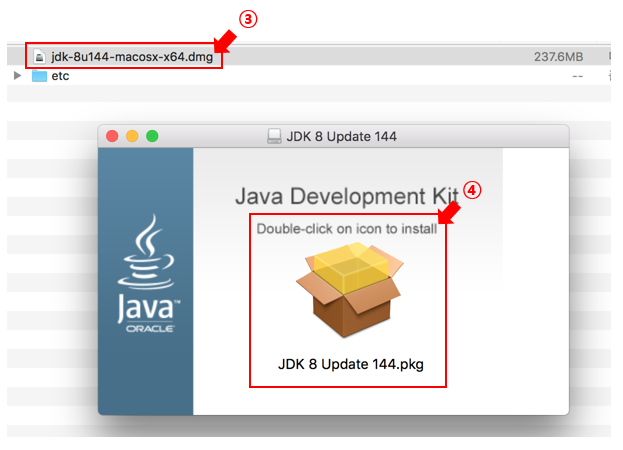 ③
jdk-8u144-macosx-x64.dmg 237.6MB
etc --
JDK 8 Update 144
Java Development Kit
④
Double-click on icon to install
Java™
ORACLE
JDK 8 Update 144.pkg